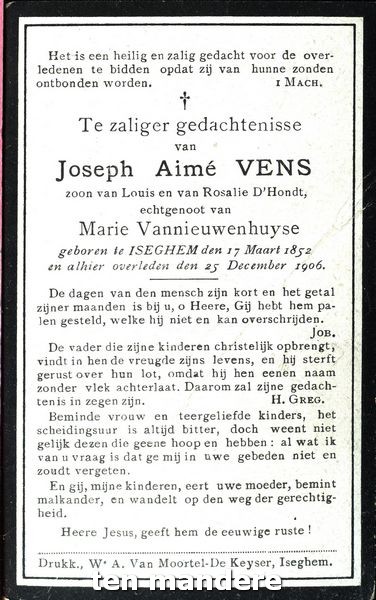 Het is een heilig en zalig gedacht voor de over-
ledenen te bidden opdat zij van hunne zonden
ontbonden worden. 1 MACH.
†
Te zaliger gedachtenisse
van
Joseph Aimé VENS
zoon van Louis en van Rosalie D'Hondt,
echtgenoot van
Marie Vannieuwenhuyse
geboren te ISEGHEM den 17 Maart 1852
en alhier overleden den 25 December 1906.
De dagen van den mensch zijn kort en het getal
zijner maanden is bij u, o Heere, Gij hebt hem pa-
len gesteld, welke hij niet en kan overschrijden.
JOB.
De vader die zijne kinderen christelijk opbrengt,
vindt in hen de vreugde zijns levens, en hij sterft
gerust over hun lot, omdat hij hen eenen naam
zonder vlek achterlaat. Daarom zal zijne gedach-
tenis in zegen zijn. H. GREG.
Beminde vrouw en teergeliefde kinders, het
scheidingsuur is altijd bitter, doch weent niet
gelijk dezen die geene hoop en hebben : al wat ik
van u vraag is dat ge mij in uwe gebeden niet en
zoudt vergeten.
En gij, mijne kinderen, eert uwe moeder, bemint
malkander, en wandelt op den weg der gerechtig-
heid.
Heere Jesus, geeft hem de eeuwige ruste !
Drukk., We A. Van Moortel-De Keyser, Iseghem.
ten mandere